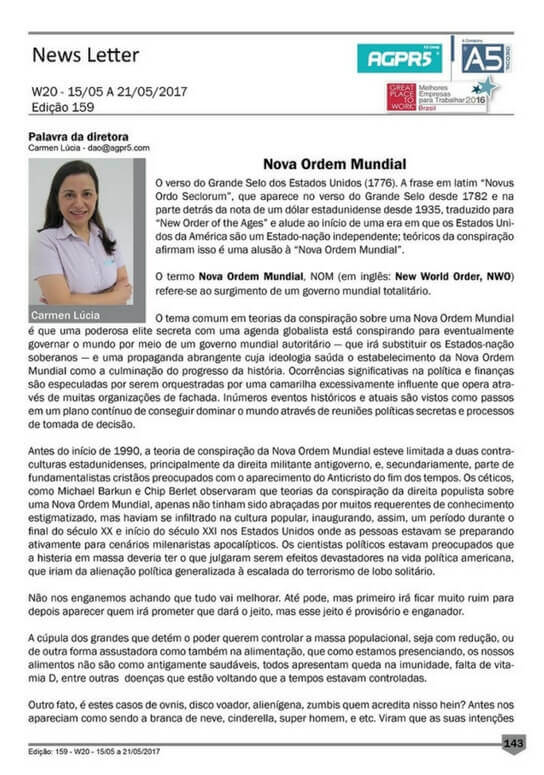 News Letter
AGPR5
A5
W20 - 15/05 A 21/05/2017
Edição 159
GREAT
PLACE
TO
WORK
Melhores
Empresas
para Trabalhar 2016
Brasil
Palavra da diretora
Carmen Lúcia - dao@agpr5.com
Nova Ordem Mundial
O verso do Grande Selo dos Estados Unidos (1776). A frase em latim “Novus
Ordo Seclorum”, que aparece no verso do Grande Selo desde 1782 e na
parte detrás da nota de um dólar estadunidense desde 1935, traduzido para
“New Order of the Ages” e alude ao início de uma era em que os Estados Uni-
dos da América são um Estado-nação independente; teóricos da conspiração
afirmam isso é uma alusão à “Nova Ordem Mundial”.
O termo Nova Ordem Mundial, NOM (em inglês: New World Order, NWO)
refere-se ao surgimento de um governo mundial totalitário.
Carmen Lúcia
O tema comum em teorias da conspiração sobre uma Nova Ordem Mundial
é que uma poderosa elite secreta com uma agenda globalista está conspirando para eventualmente
governar o mundo por meio de um governo mundial autoritário — que irá substituir os Estados-nação
soberanos — e uma propaganda abrangente cuja ideologia saúda o estabelecimento da Nova Ordem
Mundial como a culminação do progresso da história. Ocorrências significativas na política e finanças
são especuladas por serem orquestradas por uma camarilha excessivamente influente que opera atra-
vés de muitas organizações de fachada. Inúmeros eventos históricos e atuais são vistos como passos
em um plano contínuo de conseguir dominar o mundo através de reuniões políticas secretas e processos
de tomada de decisão.
Antes do início de 1990, a teoria de conspiração da Nova Ordem Mundial esteve limitada a duas contra-
culturas estadunidenses, principalmente da direita militante antigoverno, e, secundariamente, parte de
fundamentalistas cristãos preocupados com o aparecimento do Anticristo do fim dos tempos. Os céticos,
como Michael Barkun e Chip Berlet observaram que teorias da conspiração da direita populista sobre
uma Nova Ordem Mundial, apenas não tinham sido abraçadas por muitos requerentes de conhecimento
estigmatizado, mas haviam se infiltrado na cultura popular, inaugurando, assim, um período durante o
final do século XX e início do século XXI nos Estados Unidos onde as pessoas estavam se preparando
ativamente para cenários milenaristas apocalípticos. Os cientistas políticos estavam preocupados que
a histeria em massa deveria ter o que julgaram serem efeitos devastadores na vida política americana,
que iriam da alienação política generalizada à escalada do terrorismo de lobo solitário.
Não nos enganemos achando que tudo vai melhorar. Até pode, mas primeiro irá ficar muito ruim para
depois aparecer quem irá prometer que dará o jeito, mas esse jeito é provisório e enganador.
A cúpula dos grandes que detém o poder querem controlar a massa populacional, seja com redução, ou
de outra forma assustadora como também na alimentação, que como estamos presenciando, os nossos
alimentos não são como antigamente saudáveis, todos apresentam queda na imunidade, falta de vita-
mia D, entre outras doenças que estão voltando que a tempos estavam controladas.
Outro fato, é estes casos de ovnis, disco voador, alienígena, zumbis quem acredita nisso hein? Antes nos
apareciam como sendo a branca de neve, cinderella, super homem, e etc. Viram que as suas intenções
Edição: 159 - W20 - 15/05 a 21/05/2017
143